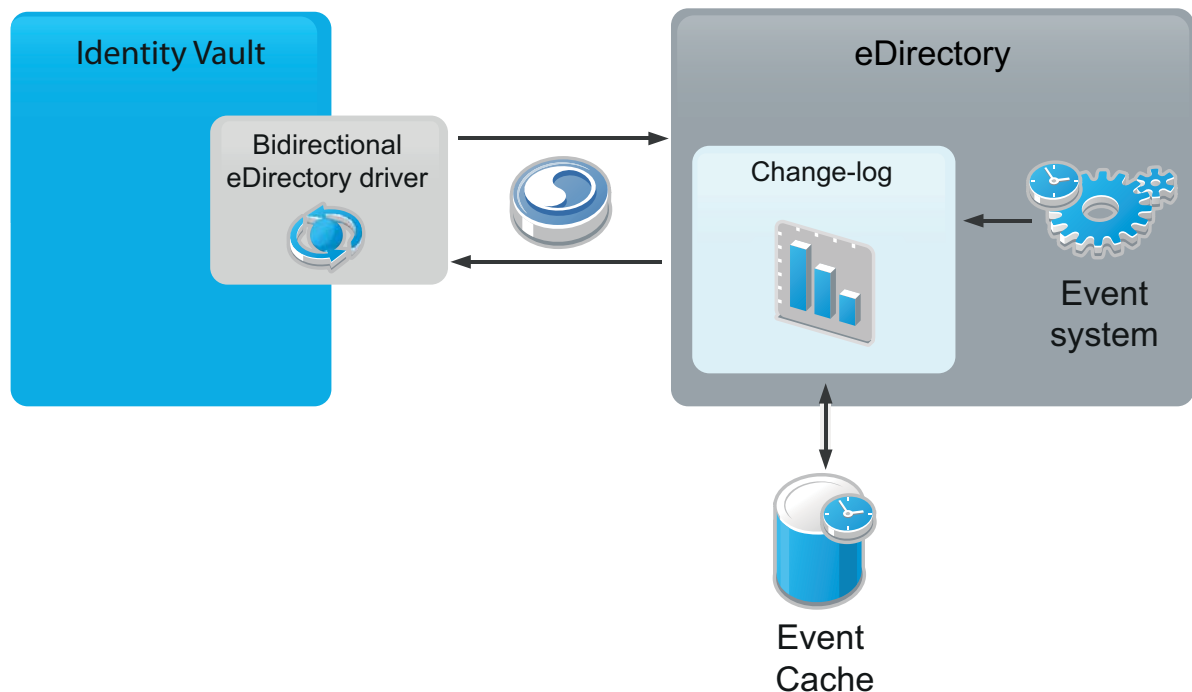 Identity Vault
Bidirectional
eDirectory driver
eDirectory
Change-log
Event
system
Event
Cache